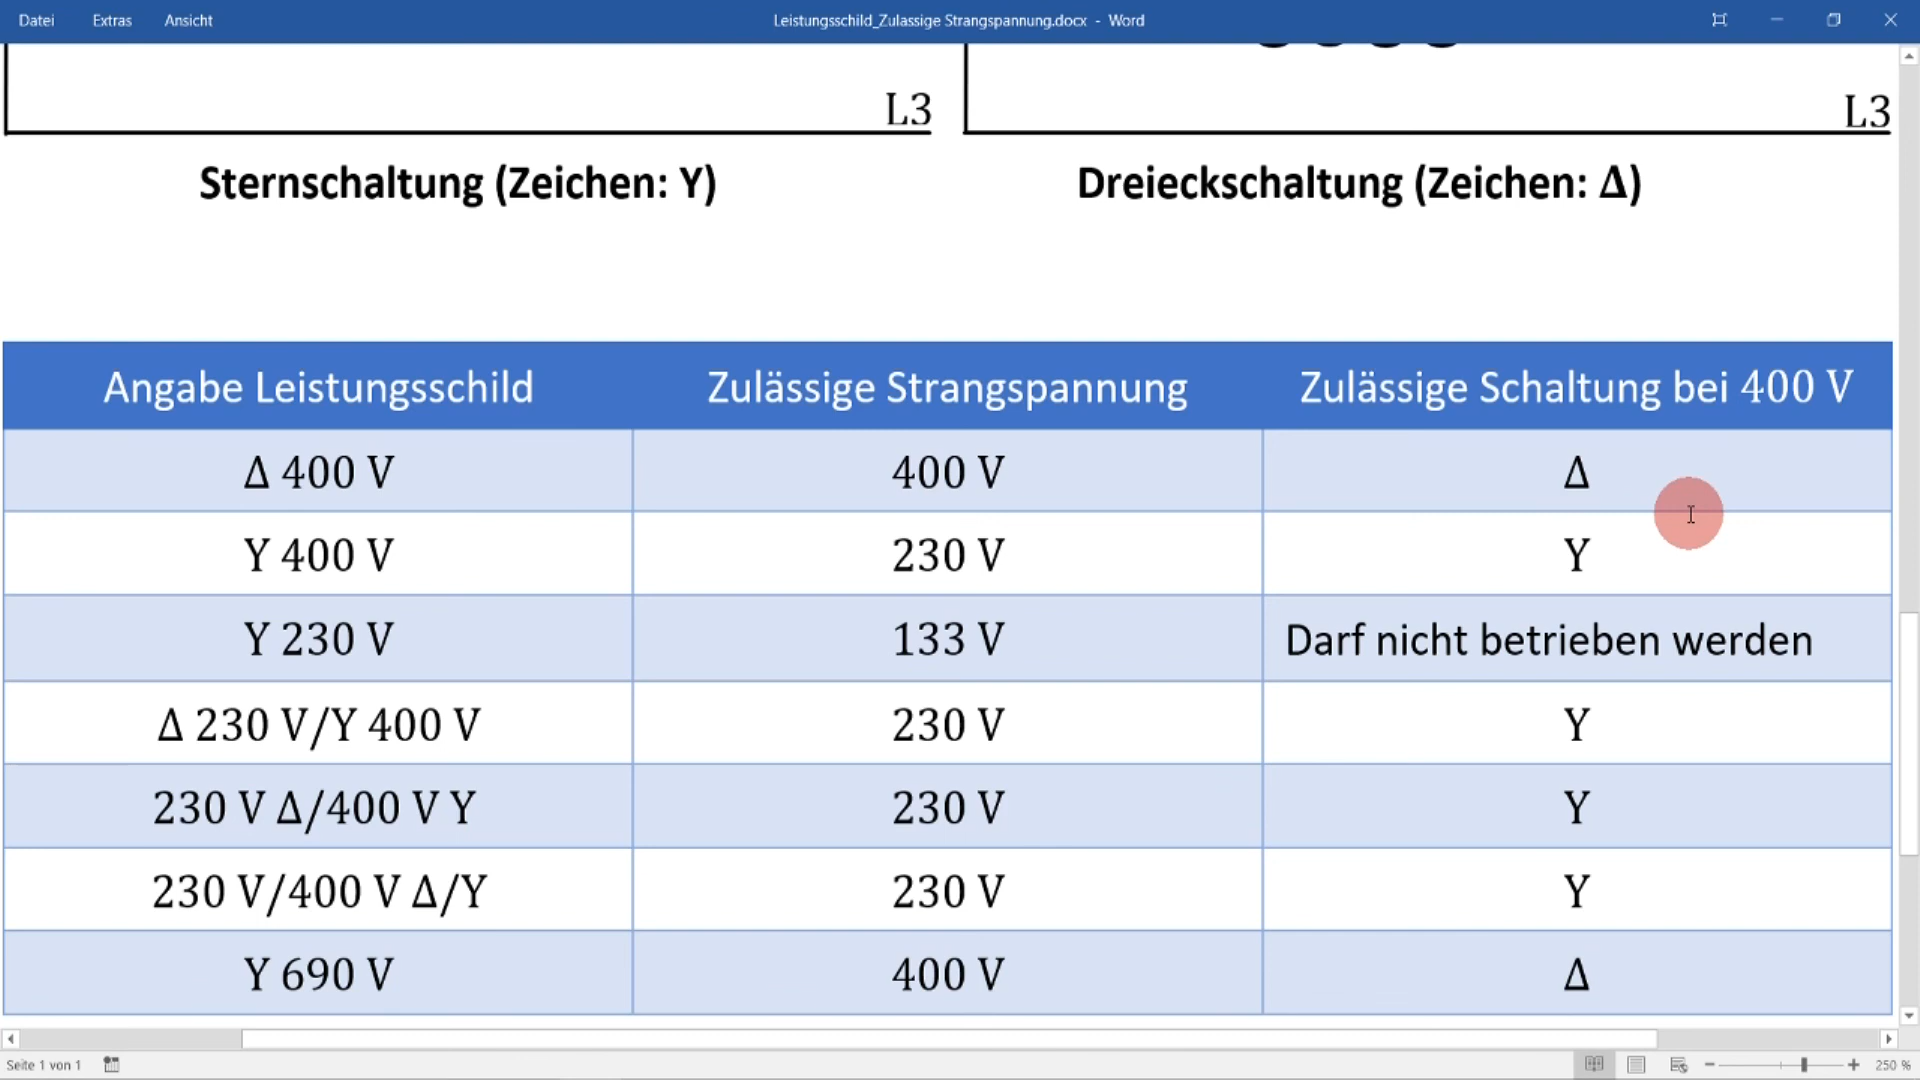 Datei Extras Ansicht Leistungsschild_Zulassige Strangspannung.docx - Word
L3 L3
Sternschaltung (Zeichen: Y) Dreieckschaltung (Zeichen: Δ)
Angabe Leistungsschild Zulässige Strangspannung Zulässige Schaltung bei 400 V
Δ 400 V 400 V Δ
Y 400 V 230 V Y
Y 230 V 133 V Darf nicht betrieben werden
Δ 230 V/Y 400 V 230 V Y
230 V Δ/400 V Y 230 V Y
230 V/400 V Δ/Y 230 V Y
Y 690 V 400 V Δ
Seite 1 von 1 250 %